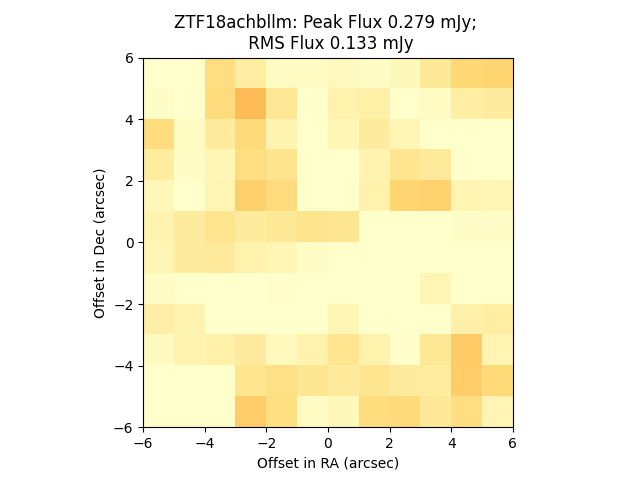 ZTF18achbllm: Peak Flux 0.279 mJy;
RMS Flux 0.133 mJy
6
4
2
0
−2
−4
−6
Offset in Dec (arcsec)
−6 −4 −2 0 2 4 6
Offset in RA (arcsec)